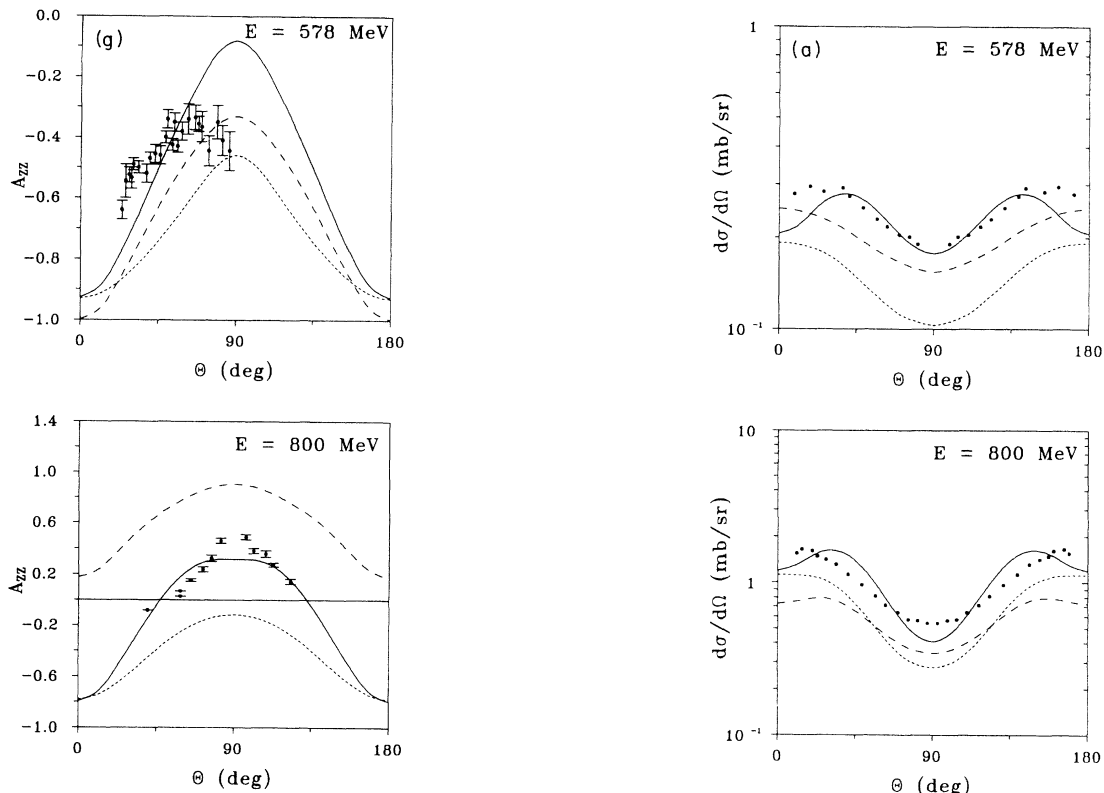 (g)
E = 578 MeV
0.0
−0.2
−0.4
−0.6
−0.8
−1.0
A_ZZ
0
90
180
Θ (deg)
(a)
E = 578 MeV
1
10⁻¹
dσ/dΩ (mb/sr)
0
90
180
Θ (deg)
E = 800 MeV
1.4
1.0
0.6
0.2
−0.2
−0.6
−1.0
A_ZZ
0
90
180
Θ (deg)
E = 800 MeV
10
1
10⁻¹
dσ/dΩ (mb/sr)
0
90
180
Θ (deg)